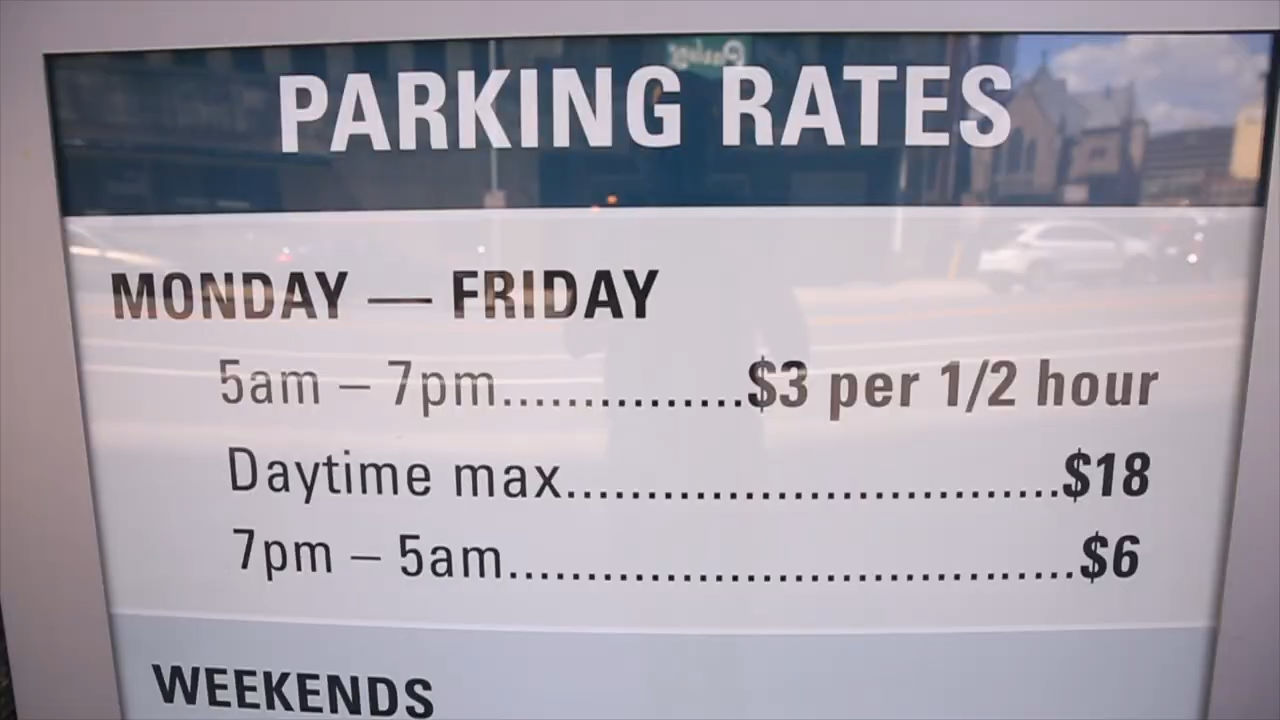 PARKING RATES
MONDAY — FRIDAY
5am – 7pm...............$3 per 1/2 hour
Daytime max................................$18
7pm – 5am.....................................$6
WEEKENDS